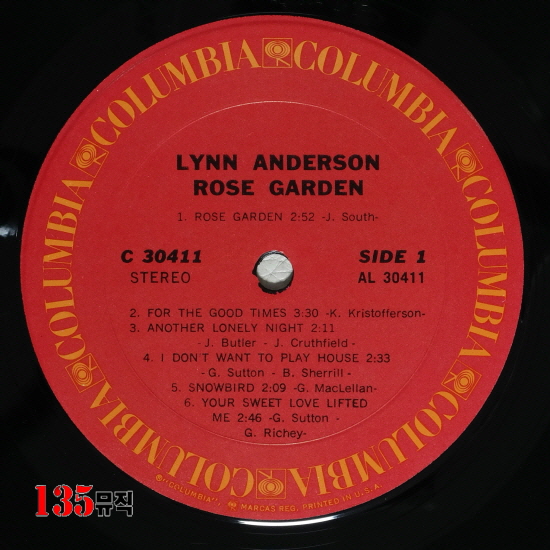 COLUMBIA COLUMBIA COLUMBIA COLUMBIA COLUMBIA COLUMBIA
LYNN ANDERSON
ROSE GARDEN
1. ROSE GARDEN 2:52 -J. South-
C 30411
SIDE 1
STEREO
AL 30411
2. FOR THE GOOD TIMES 3:30 -K. Kristofferson-
3. ANOTHER LONELY NIGHT 2:11
-J. Butler - J. Cruthfield-
4. I DON'T WANT TO PLAY HOUSE 2:33
-G. Sutton - B. Sherrill-
5. SNOWBIRD 2:09 -G. MacLellan-
6. YOUR SWEET LOVE LIFTED
ME 2:46 -G. Sutton -
G. Richey-
"COLUMBIA", MARCAS REG. PRINTED IN U.S.A.
135뮤직